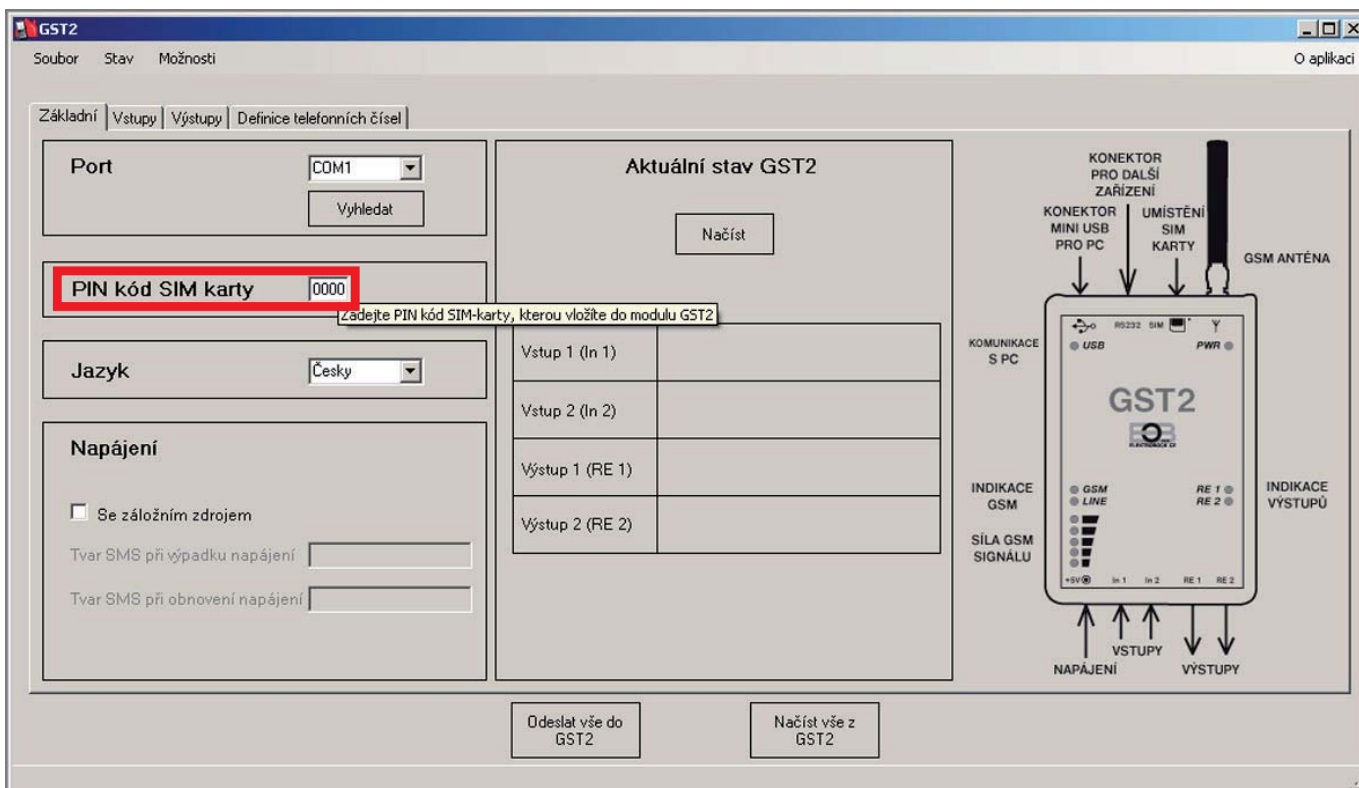 GST2
Soubor Stav Možnosti O aplikaci
Základní Vstupy Výstupy Definice telefonních čísel
Port COM1
Vyhledat
PIN kód SIM karty 0000
Zadejte PIN kód SIM-karty, kterou vložíte do modulu GST2
Jazyk Česky
Napájení
Se záložním zdrojem
Tvar SMS při výpadku napájení
Tvar SMS při obnovení napájení
Aktuální stav GST2
Načíst
Vstup 1 (In 1)
Vstup 2 (In 2)
Výstup 1 (RE 1)
Výstup 2 (RE 2)
KONEKTOR
PRO DALŠÍ
ZAŘÍZENÍ
KONEKTOR
MINI USB
PRO PC
UMÍSTĚNÍ
SIM
KARTY
GSM ANTÉNA
KOMUNIKACE
S PC
RS232 SIM
USB PWR
GST2
ELEKTROBOCK CZ
INDIKACE
GSM
GSM RE 1
LINE RE 2
INDIKACE
VÝSTUPŮ
SÍLA GSM
SIGNÁLU
+5V In 1 In 2 RE 1 RE 2
VSTUPY
NAPÁJENÍ VÝSTUPY
Odeslat vše do
GST2
Načíst vše z
GST2